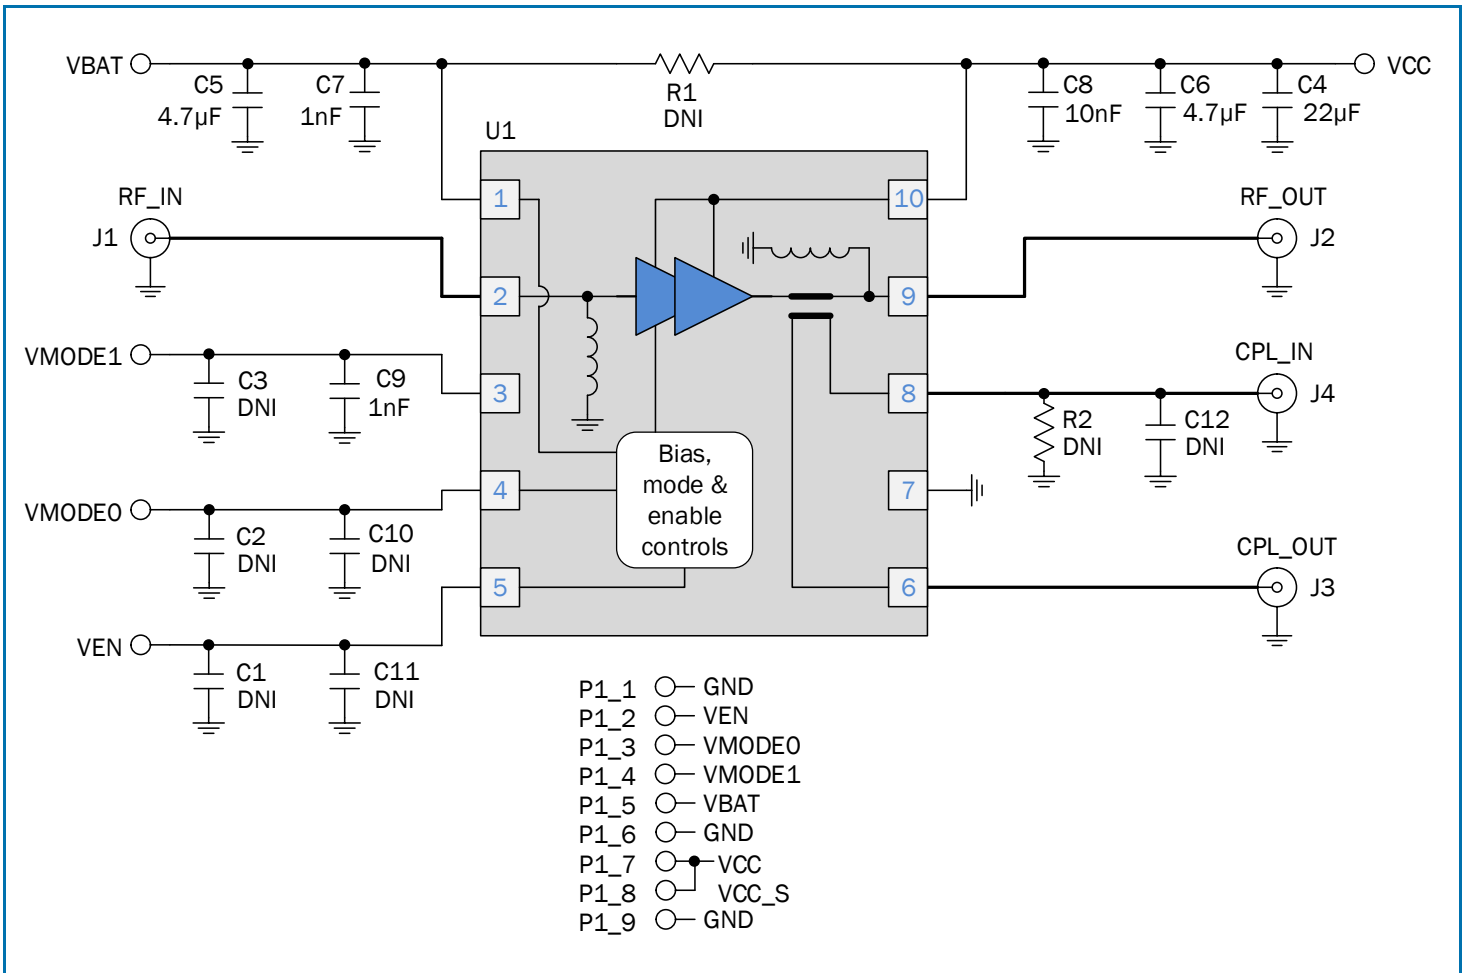 VBAT
C5
4.7µF
C7
1nF
R1
DNI
C8
10nF
C6
4.7µF
C4
22µF
VCC
U1
RF_IN
J1
1
10
RF_OUT
J2
2
9
VMODE1
C3
DNI
C9
1nF
3
8
CPL_IN
J4
R2
DNI
C12
DNI
Bias,
mode &
enable
controls
VMODE0
C2
DNI
C10
DNI
4
7
5
6
CPL_OUT
J3
VEN
C1
DNI
C11
DNI
P1_1 GND
P1_2 VEN
P1_3 VMODE0
P1_4 VMODE1
P1_5 VBAT
P1_6 GND
P1_7 VCC
P1_8 VCC_S
P1_9 GND